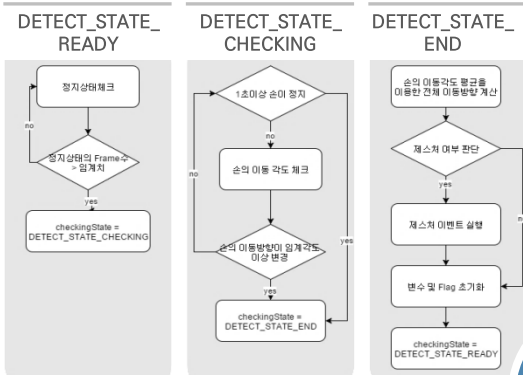 DETECT_STATE_
READY
정지상태체크
no
정지상태의 Frame수
> 임계치
yes
checkingState =
DETECT_STATE_CHECKING
DETECT_STATE_
CHECKING
1초이상 손이 정지
no
손의 이동 각도 체크
no
yes
손의 이동방향이 임계각도
이상 변경
yes
checkingState =
DETECT_STATE_END
DETECT_STATE_
END
손의 이동각도 평균을
이용한 전체 이동방향 계산
제스처 여부 판단
yes
제스처 이벤트 실행
변수 및 Flag 초기화
checkingState =
DETECT_STATE_READY